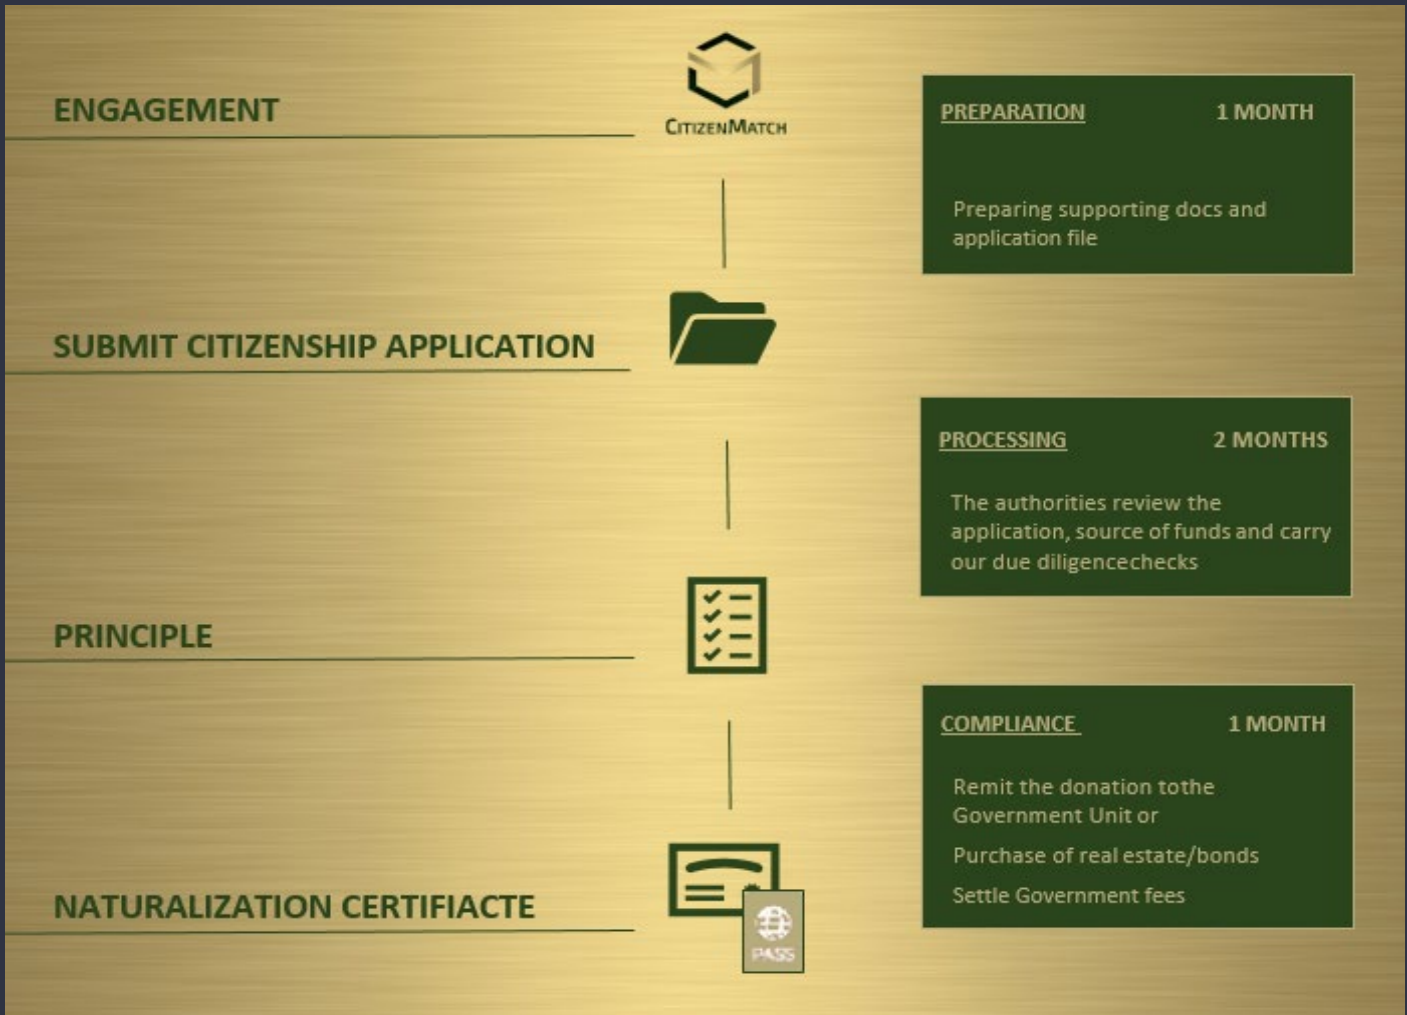 CITIZENMATCH
ENGAGEMENT
PREPARATION 1 MONTH
Preparing supporting docs and
application file
SUBMIT CITIZENSHIP APPLICATION
PROCESSING 2 MONTHS
The authorities review the
application, source of funds and carry
our due diligencechecks
PRINCIPLE
COMPLIANCE 1 MONTH
Remit the donation tothe
Government Unit or
Purchase of real estate/bonds
Settle Government fees
NATURALIZATION CERTIFIACTE
PASS